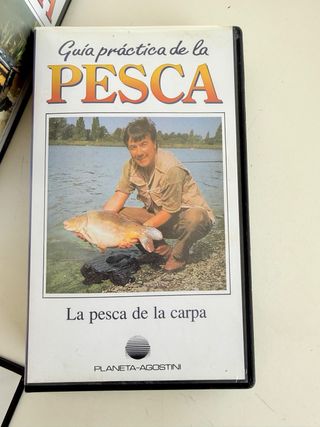 Guía práctica de la
PESCA
La pesca de la carpa
PLANETA-AGOSTINI